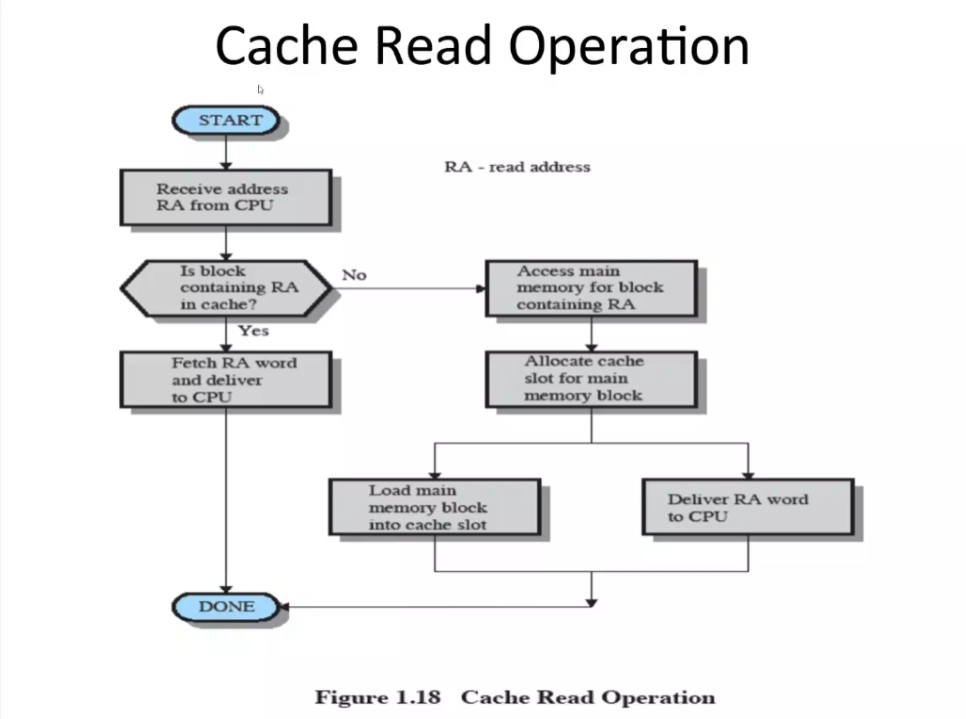 Cache Read Operation
START
RA - read address
Receive address
RA from CPU
Is block
containing RA
in cache?
No
Yes
Access main
memory for block
containing RA
Fetch RA word
and deliver
to CPU
Allocate cache
slot for main
memory block
Load main
memory block
into cache slot
Deliver RA word
to CPU
DONE
Figure 1.18 Cache Read Operation